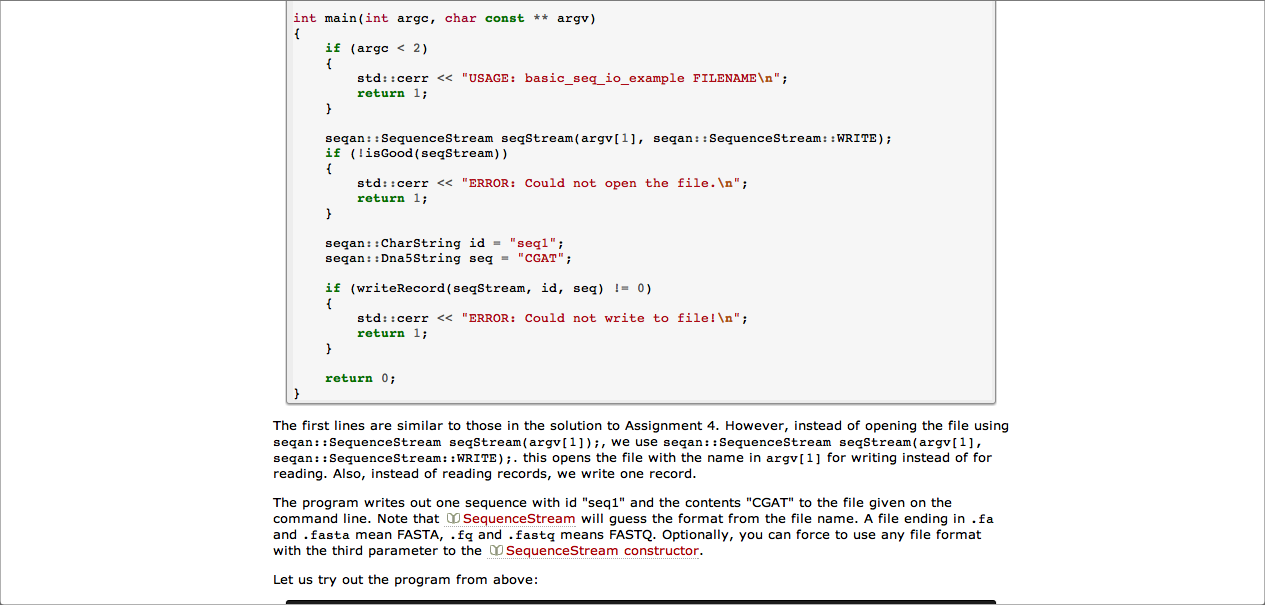 int main(int argc, char const ** argv)
{
    if (argc < 2)
    {
        std::cerr << "USAGE: basic_seq_io_example FILENAME\n";
        return 1;
    }

    seqan::SequenceStream seqStream(argv[1], seqan::SequenceStream::WRITE);
    if (!isGood(seqStream))
    {
        std::cerr << "ERROR: Could not open the file.\n";
        return 1;
    }

    seqan::CharString id = "seq1";
    seqan::Dna5String seq = "CGAT";

    if (writeRecord(seqStream, id, seq) != 0)
    {
        std::cerr << "ERROR: Could not write to file!\n";
        return 1;
    }

    return 0;
}
The first lines are similar to those in the solution to Assignment 4. However, instead of opening the file using
seqan::SequenceStream seqStream(argv[1]);, we use seqan::SequenceStream seqStream(argv[1],
seqan::SequenceStream::WRITE);. this opens the file with the name in argv[1] for writing instead of for
reading. Also, instead of reading records, we write one record.
The program writes out one sequence with id "seq1" and the contents "CGAT" to the file given on the
command line. Note that SequenceStream will guess the format from the file name. A file ending in .fa
and .fasta mean FASTA, .fq and .fastq means FASTQ. Optionally, you can force to use any file format
with the third parameter to the SequenceStream constructor.
Let us try out the program from above: